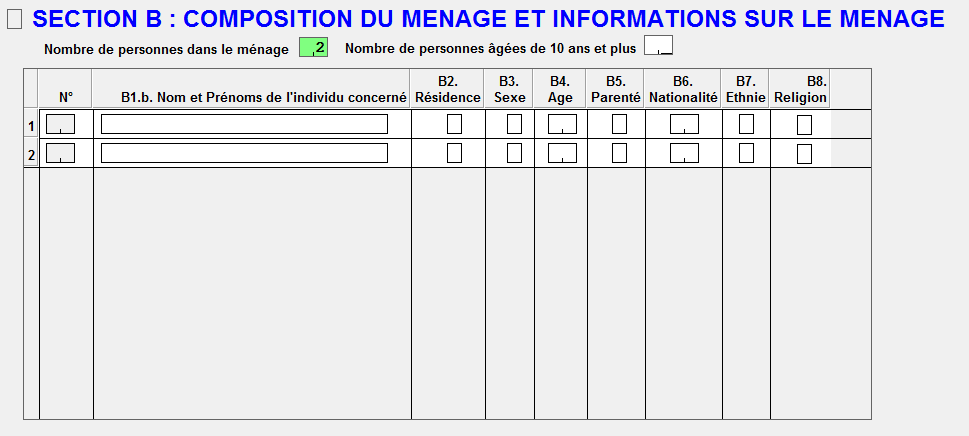 SECTION B : COMPOSITION DU MENAGE ET INFORMATIONS SUR LE MENAGE
Nombre de personnes dans le ménage 2 Nombre de personnes âgées de 10 ans et plus
N° B1.b. Nom et Prénoms de l'individu concerné B2. Résidence B3. Sexe B4. Age B5. Parenté B6. Nationalité B7. Ethnie B8. Religion
1
2